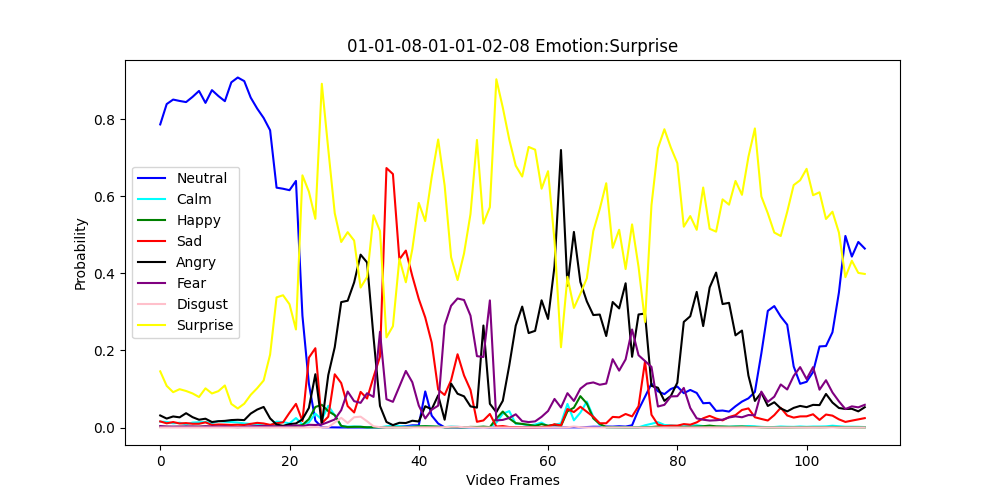 01-01-08-01-01-02-08 Emotion:Surprise
Probability
0.8
0.6
0.4
0.2
0.0
Neutral
Calm
Happy
Sad
Angry
Fear
Disgust
Surprise
0 20 40 60 80 100
Video Frames